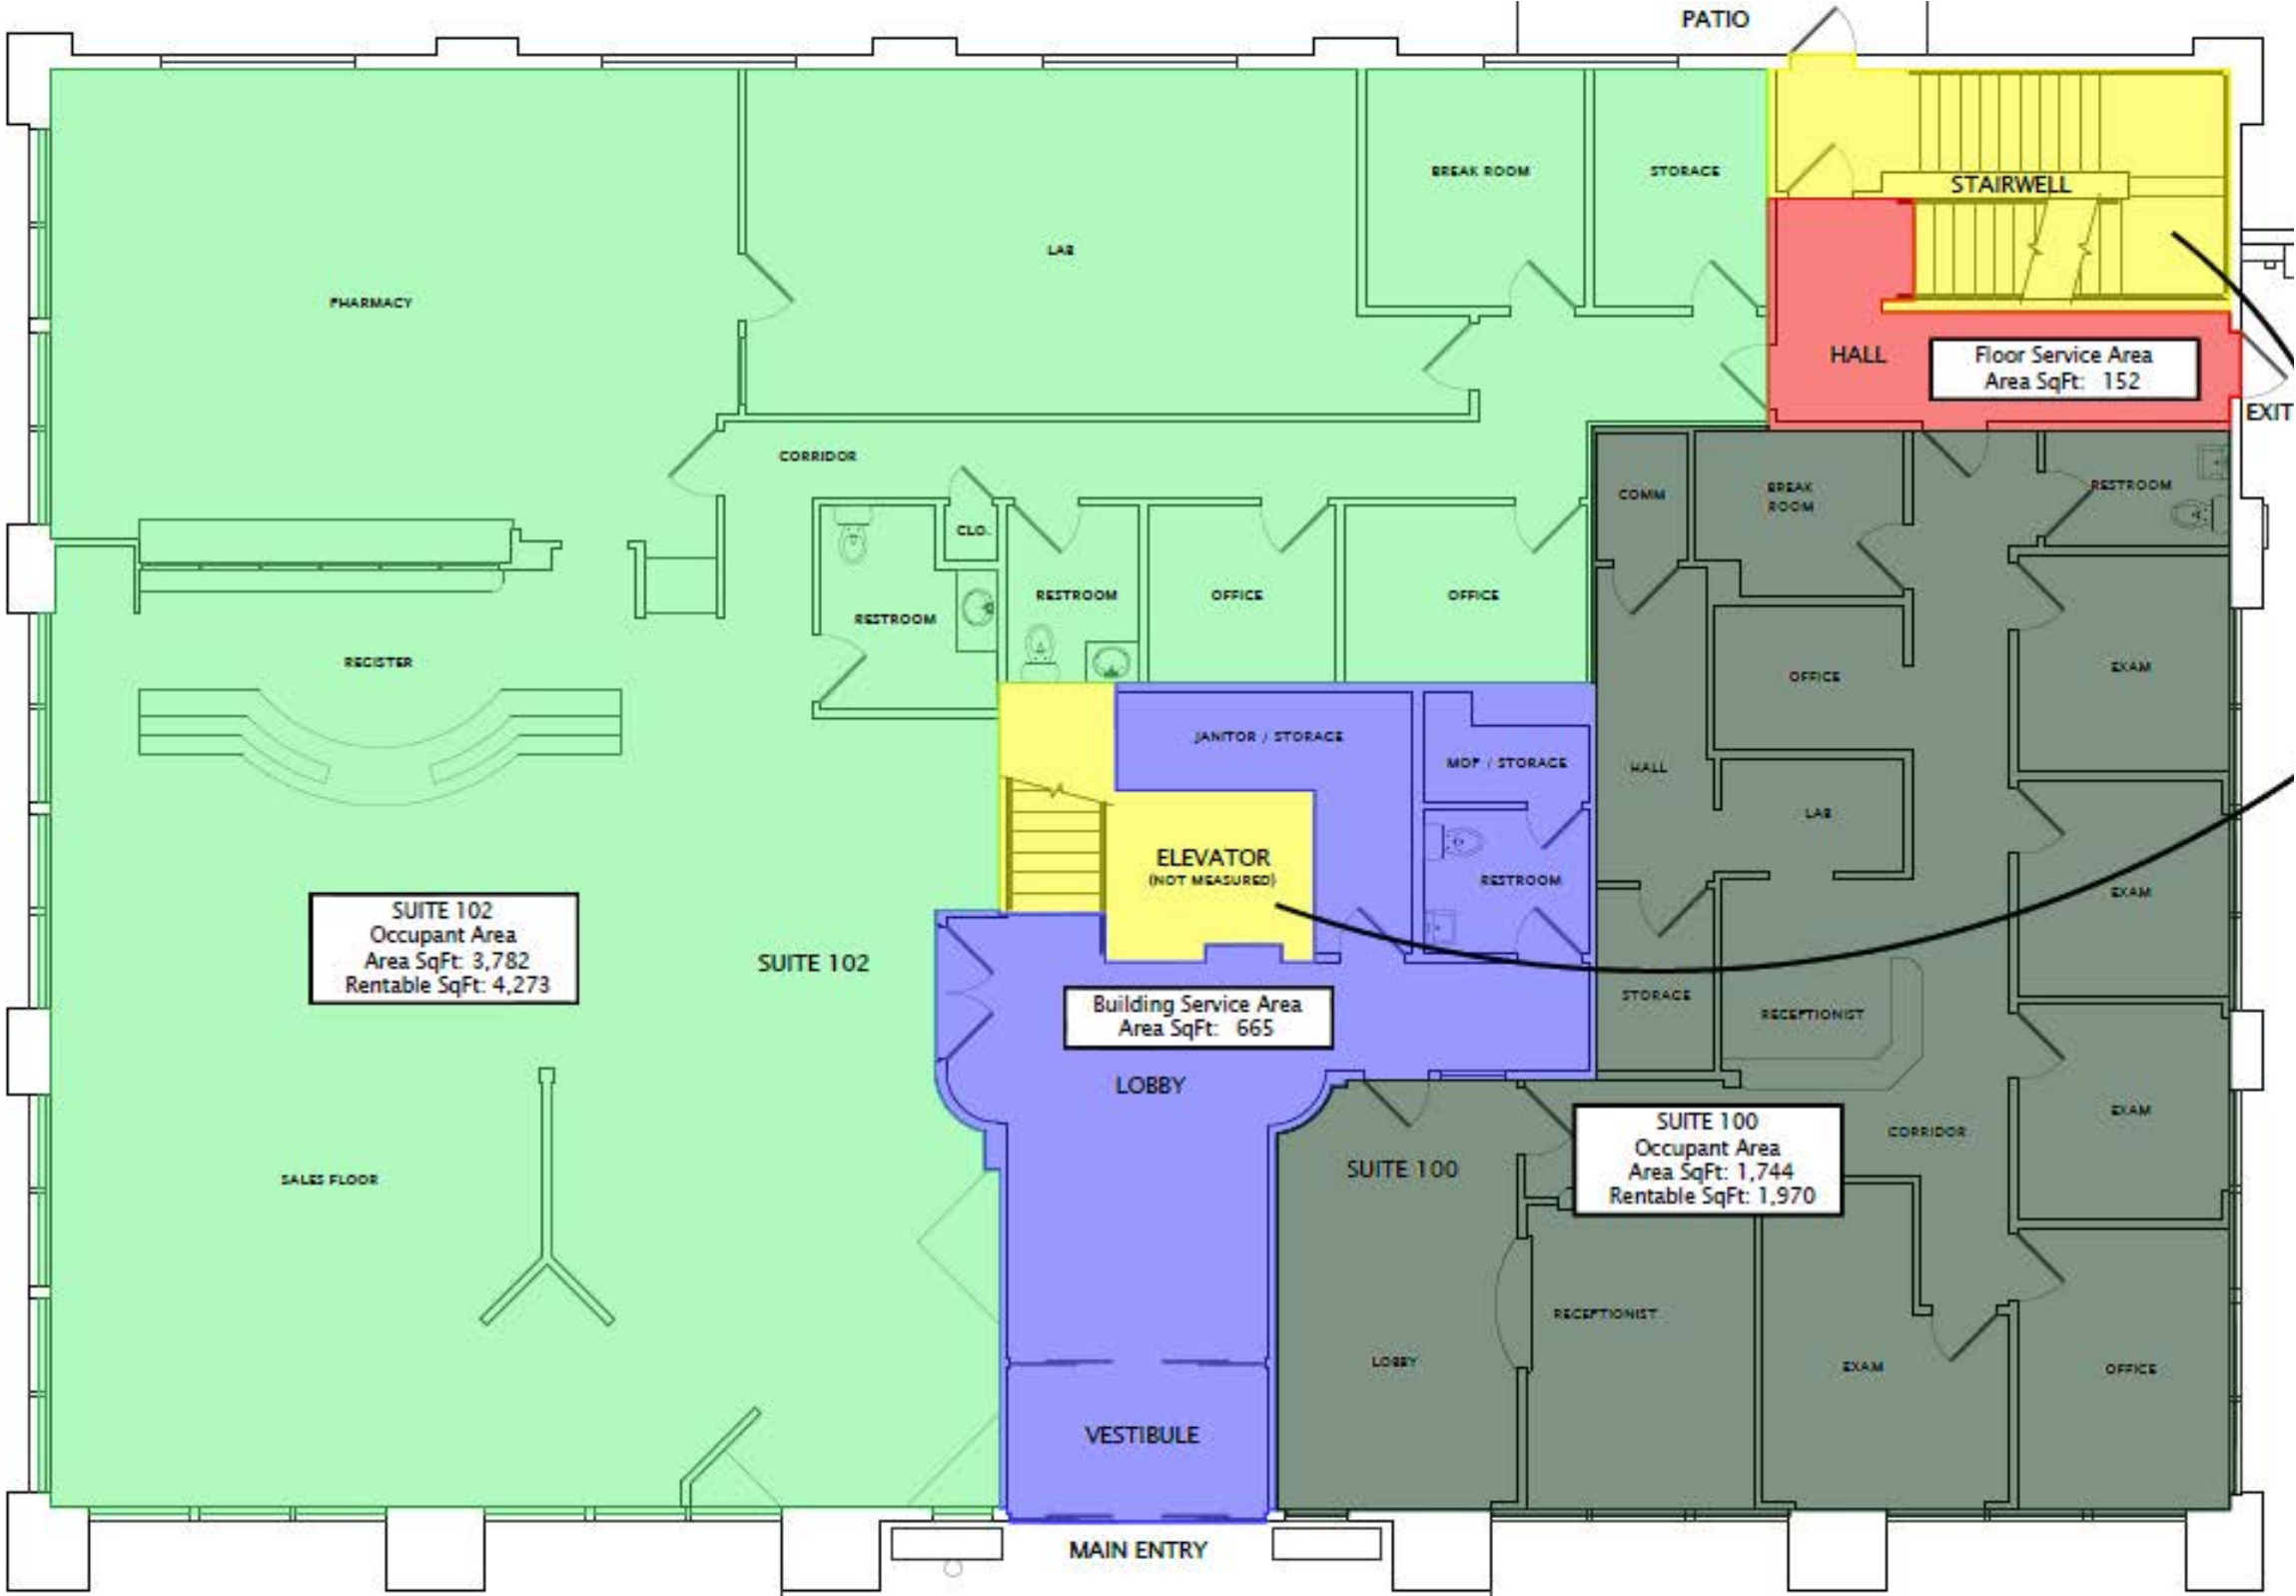 PATIO
BREAK ROOM
STORAGE
STAIRWELL
LAB
PHARMACY
HALL
Floor Service Area
Area SqFt: 152
EXIT
CORRIDOR
COMM
BREAK
ROOM
RESTROOM
CLO.
RESTROOM
OFFICE
OFFICE
RESTROOM
REGISTER
OFFICE
EXAM
JANITOR / STORAGE
MOP / STORAGE
HALL
LAB
ELEVATOR
(NOT MEASURED)
RESTROOM
EXAM
SUITE 102
Occupant Area
Area SqFt: 3,782
Rentable SqFt: 4,273
SUITE 102
Building Service Area
Area SqFt: 665
STORAGE
RECEPTIONIST
LOBBY
EXAM
SUITE 100
Occupant Area
Area SqFt: 1,744
Rentable SqFt: 1,970
CORRIDOR
SUITE 100
SALES FLOOR
RECEPTIONIST
LOBBY
EXAM
OFFICE
VESTIBULE
MAIN ENTRY